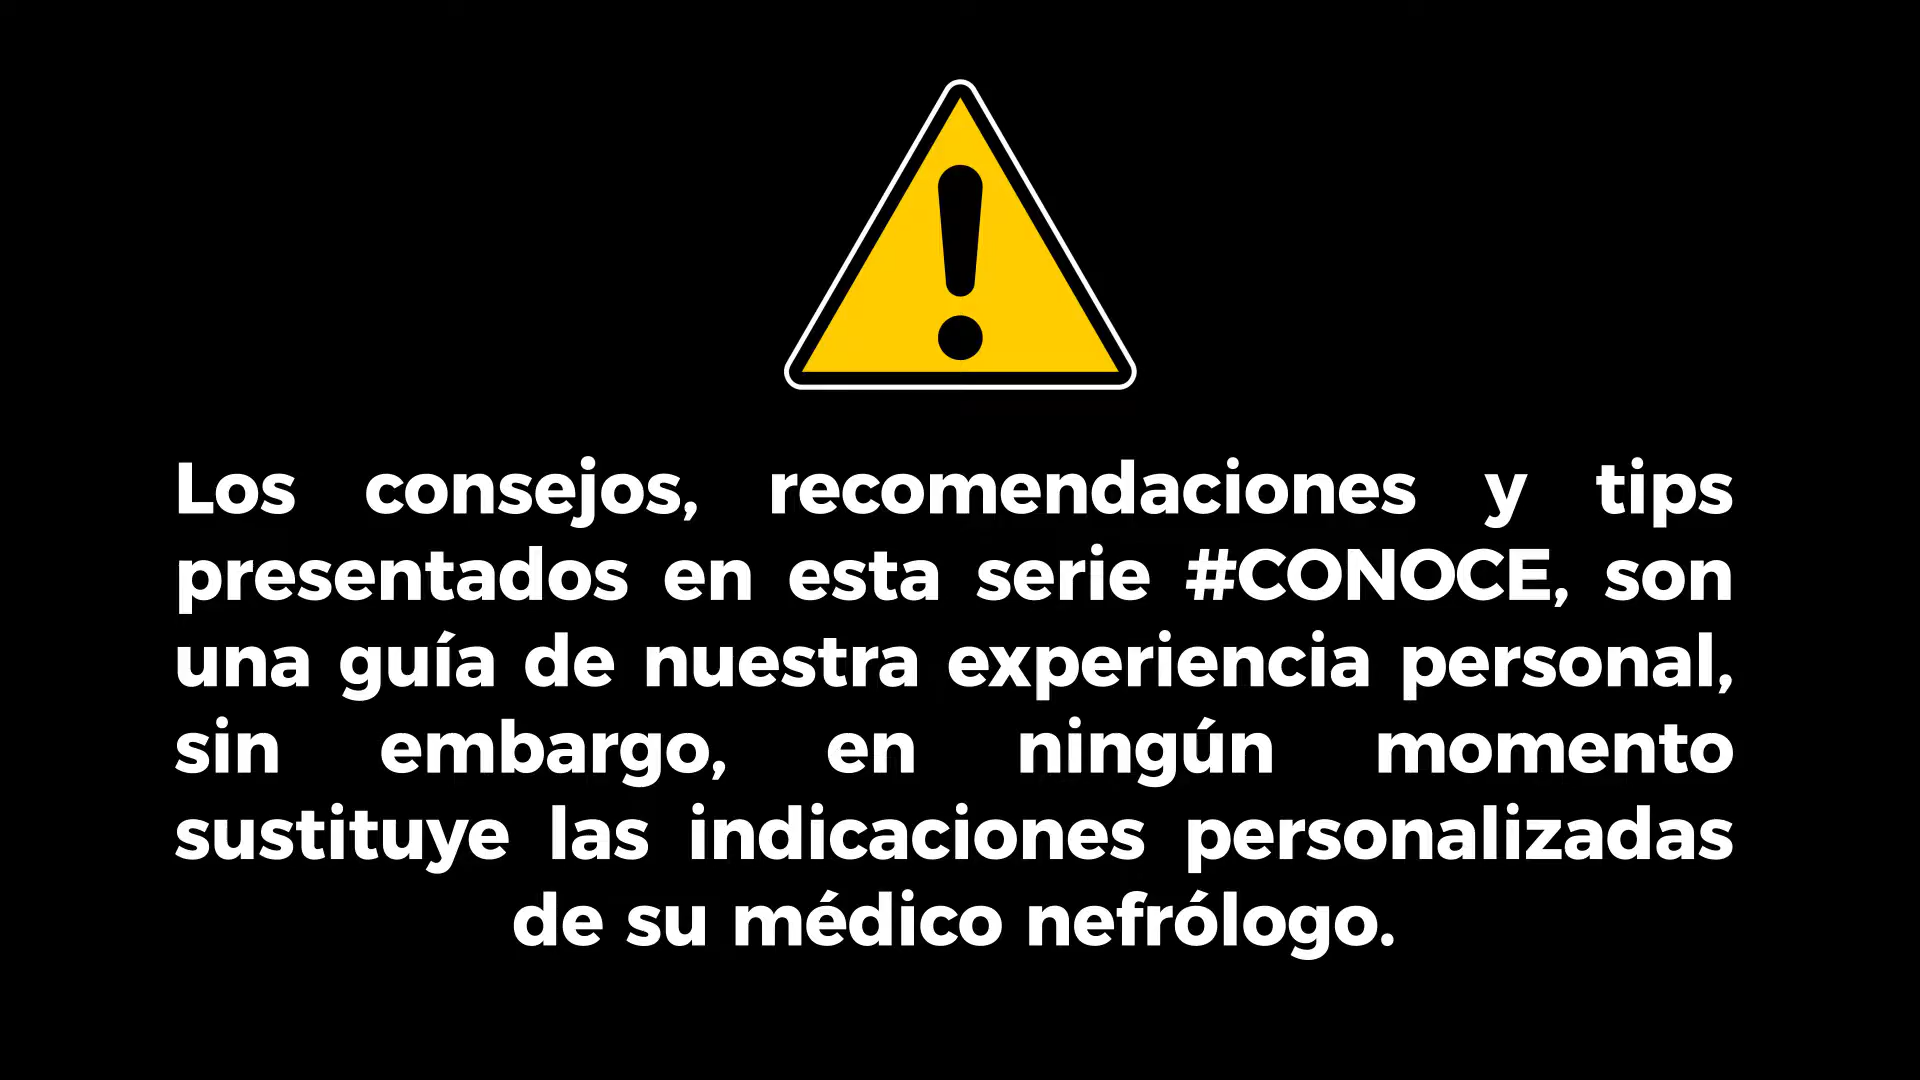 Los consejos, recomendaciones y tips
presentados en esta serie #CONOCE, son
una guía de nuestra experiencia personal,
sin embargo, en ningún momento
sustituye las indicaciones personalizadas
de su médico nefrólogo.